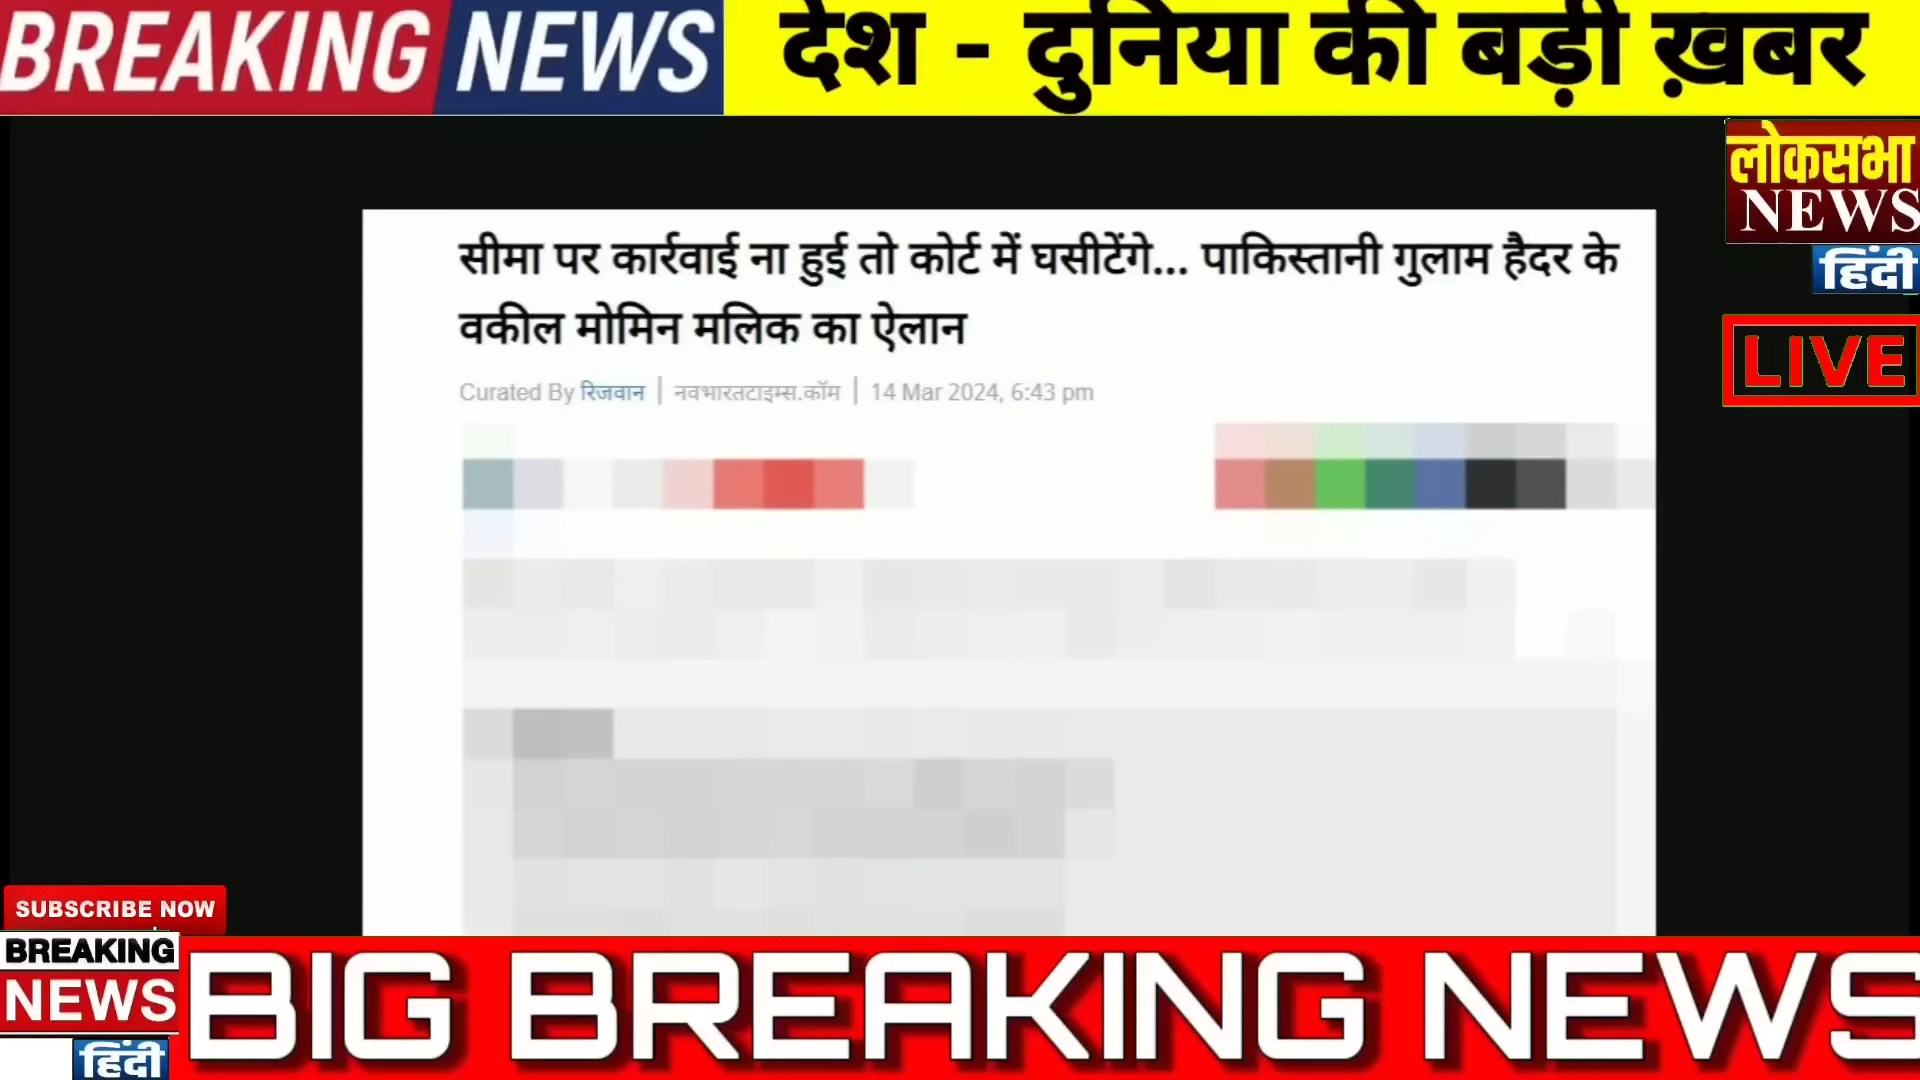 BREAKING NEWS देश - दुनिया की बड़ी ख़बर
लोकसभा
NEWS
हिंदी
LIVE
सीमा पर कार्रवाई ना हुई तो कोर्ट में घसीटेंगे... पाकिस्तानी गुलाम हैदर के
वकील मोमिन मलिक का ऐलान
Curated By रिजवान | नवभारतटाइम्स.कॉम | 14 Mar 2024, 6:43 pm
SUBSCRIBE NOW
BREAKING
NEWS
हिंदी
BIG BREAKING NEWS